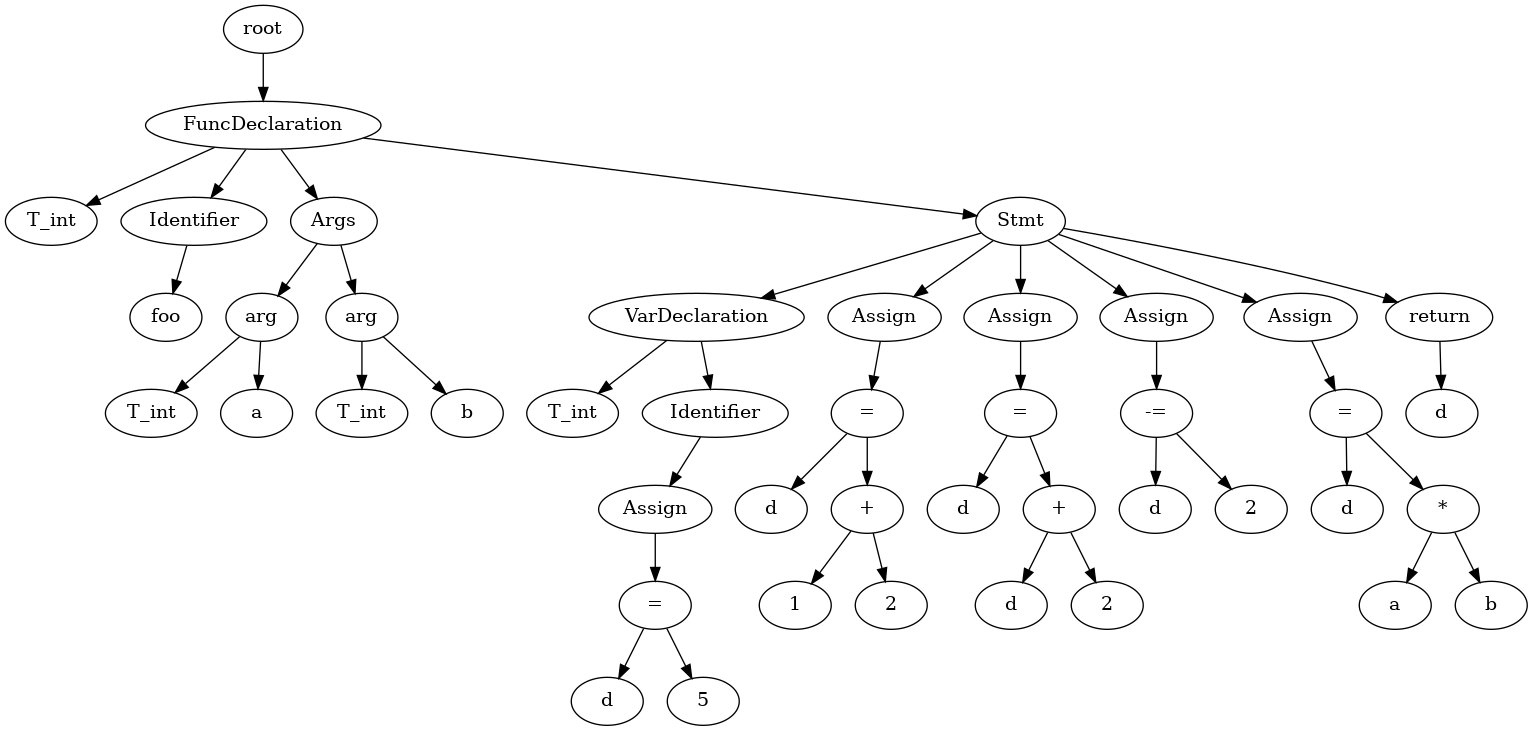 root
FuncDeclaration
T_int Identifier Args Stmt
foo arg arg VarDeclaration Assign Assign Assign Assign return
T_int a T_int b T_int Identifier = = -= = d
Assign d + d + d 2 d *
= 1 2 d 2 a b
d 5